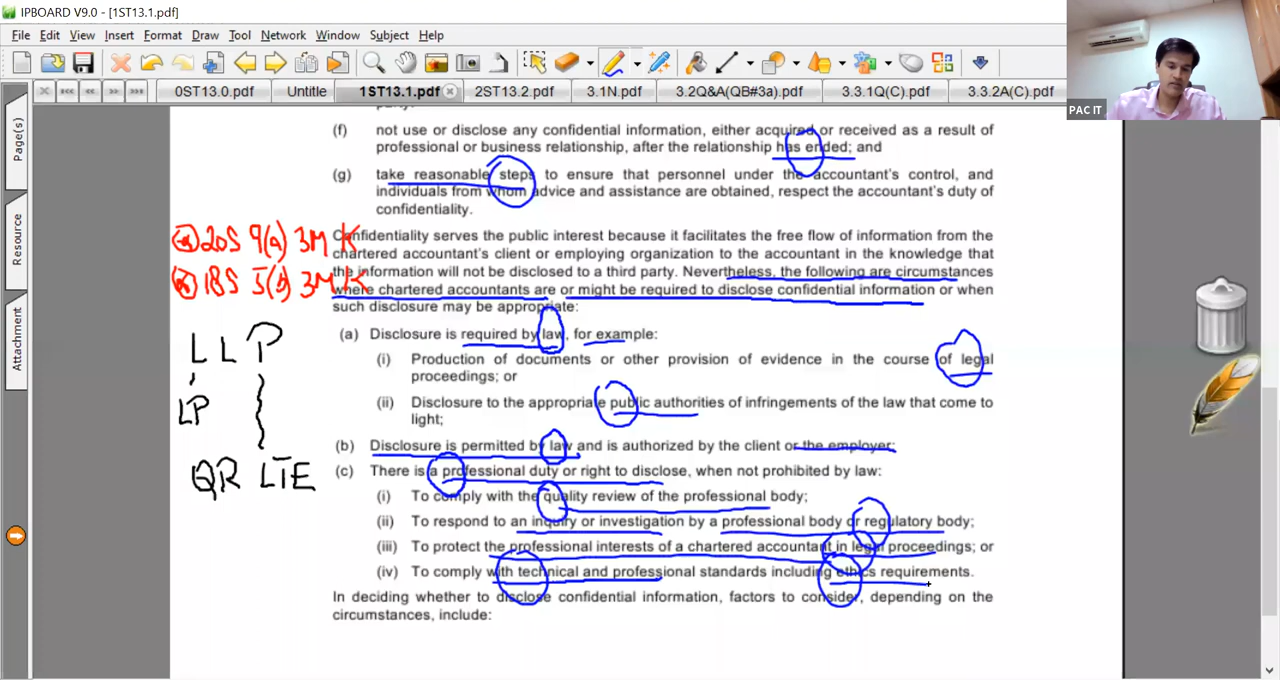 IPBOARD V9.0 - [1ST13.1.pdf]
File Edit View Insert Format Draw Tool Network Window Subject Help
PAC IT
0ST13.0.pdf Untitle 1ST13.1.pdf 2ST13.2.pdf 3.1N.pdf 3.2Q&A(QB#3a).pdf 3.3.1Q(C).pdf 3.3.2A(C).pdf
Page(s)
Resource
Attachment
party.
(f) not use or disclose any confidential information, either acquired or received as a result of
professional or business relationship, after the relationship has ended; and
(g) take reasonable steps to ensure that personnel under the accountant's control, and
individuals from whom advice and assistance are obtained, respect the accountant's duty of
confidentiality.
20S 9(a) 3M K
18S 5(b) 3M K
Confidentiality serves the public interest because it facilitates the free flow of information from the
chartered accountant's client or employing organization to the accountant in the knowledge that
the information will not be disclosed to a third party. Nevertheless, the following are circumstances
where chartered accountants are or might be required to disclose confidential information or when
such disclosure may be appropriate:
L L P
LP
QR LTE
(a) Disclosure is required by law, for example:
(i) Production of documents or other provision of evidence in the course of legal
proceedings; or
(ii) Disclosure to the appropriate public authorities of infringements of the law that come to
light;
(b) Disclosure is permitted by law and is authorized by the client or the employer;
(c) There is a professional duty or right to disclose, when not prohibited by law:
(i) To comply with the quality review of the professional body;
(ii) To respond to an inquiry or investigation by a professional body or regulatory body;
(iii) To protect the professional interests of a chartered accountant in legal proceedings; or
(iv) To comply with technical and professional standards including ethics requirements.
In deciding whether to disclose confidential information, factors to consider, depending on the
circumstances, include: